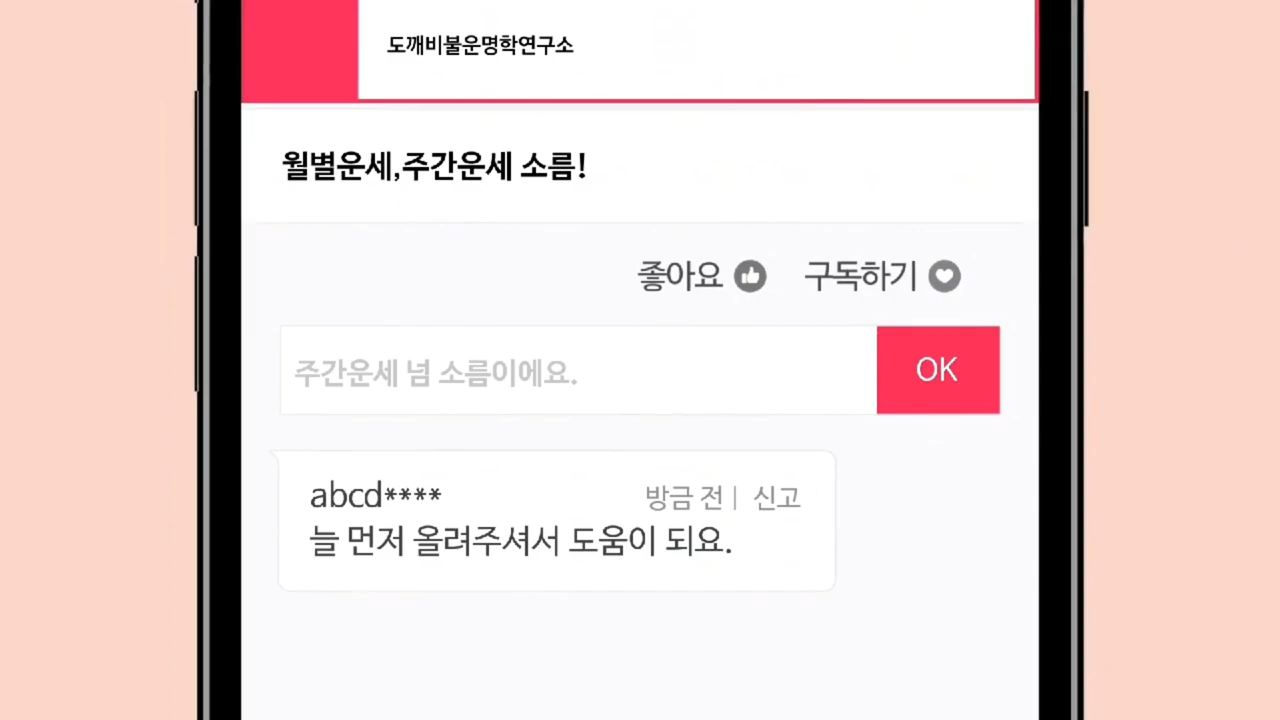 도깨비불운명학연구소
월별운세,주간운세 소름!
좋아요 구독하기
주간운세 넘 소름이에요.
OK
abcd**** 방금 전| 신고
늘 먼저 올려주셔서 도움이 되요.